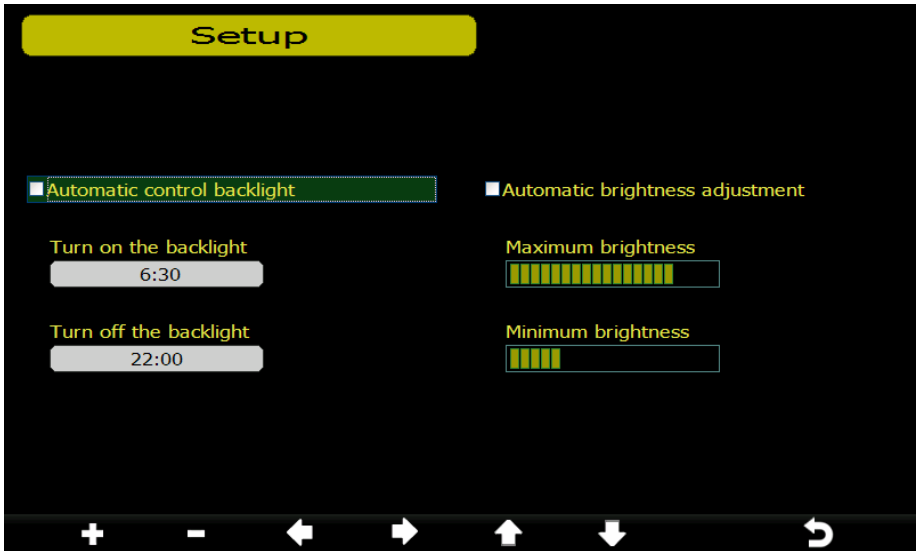 Setup
Automatic control backlight
Automatic brightness adjustment
Turn on the backlight
Maximum brightness
6:30
Turn off the backlight
Minimum brightness
22:00